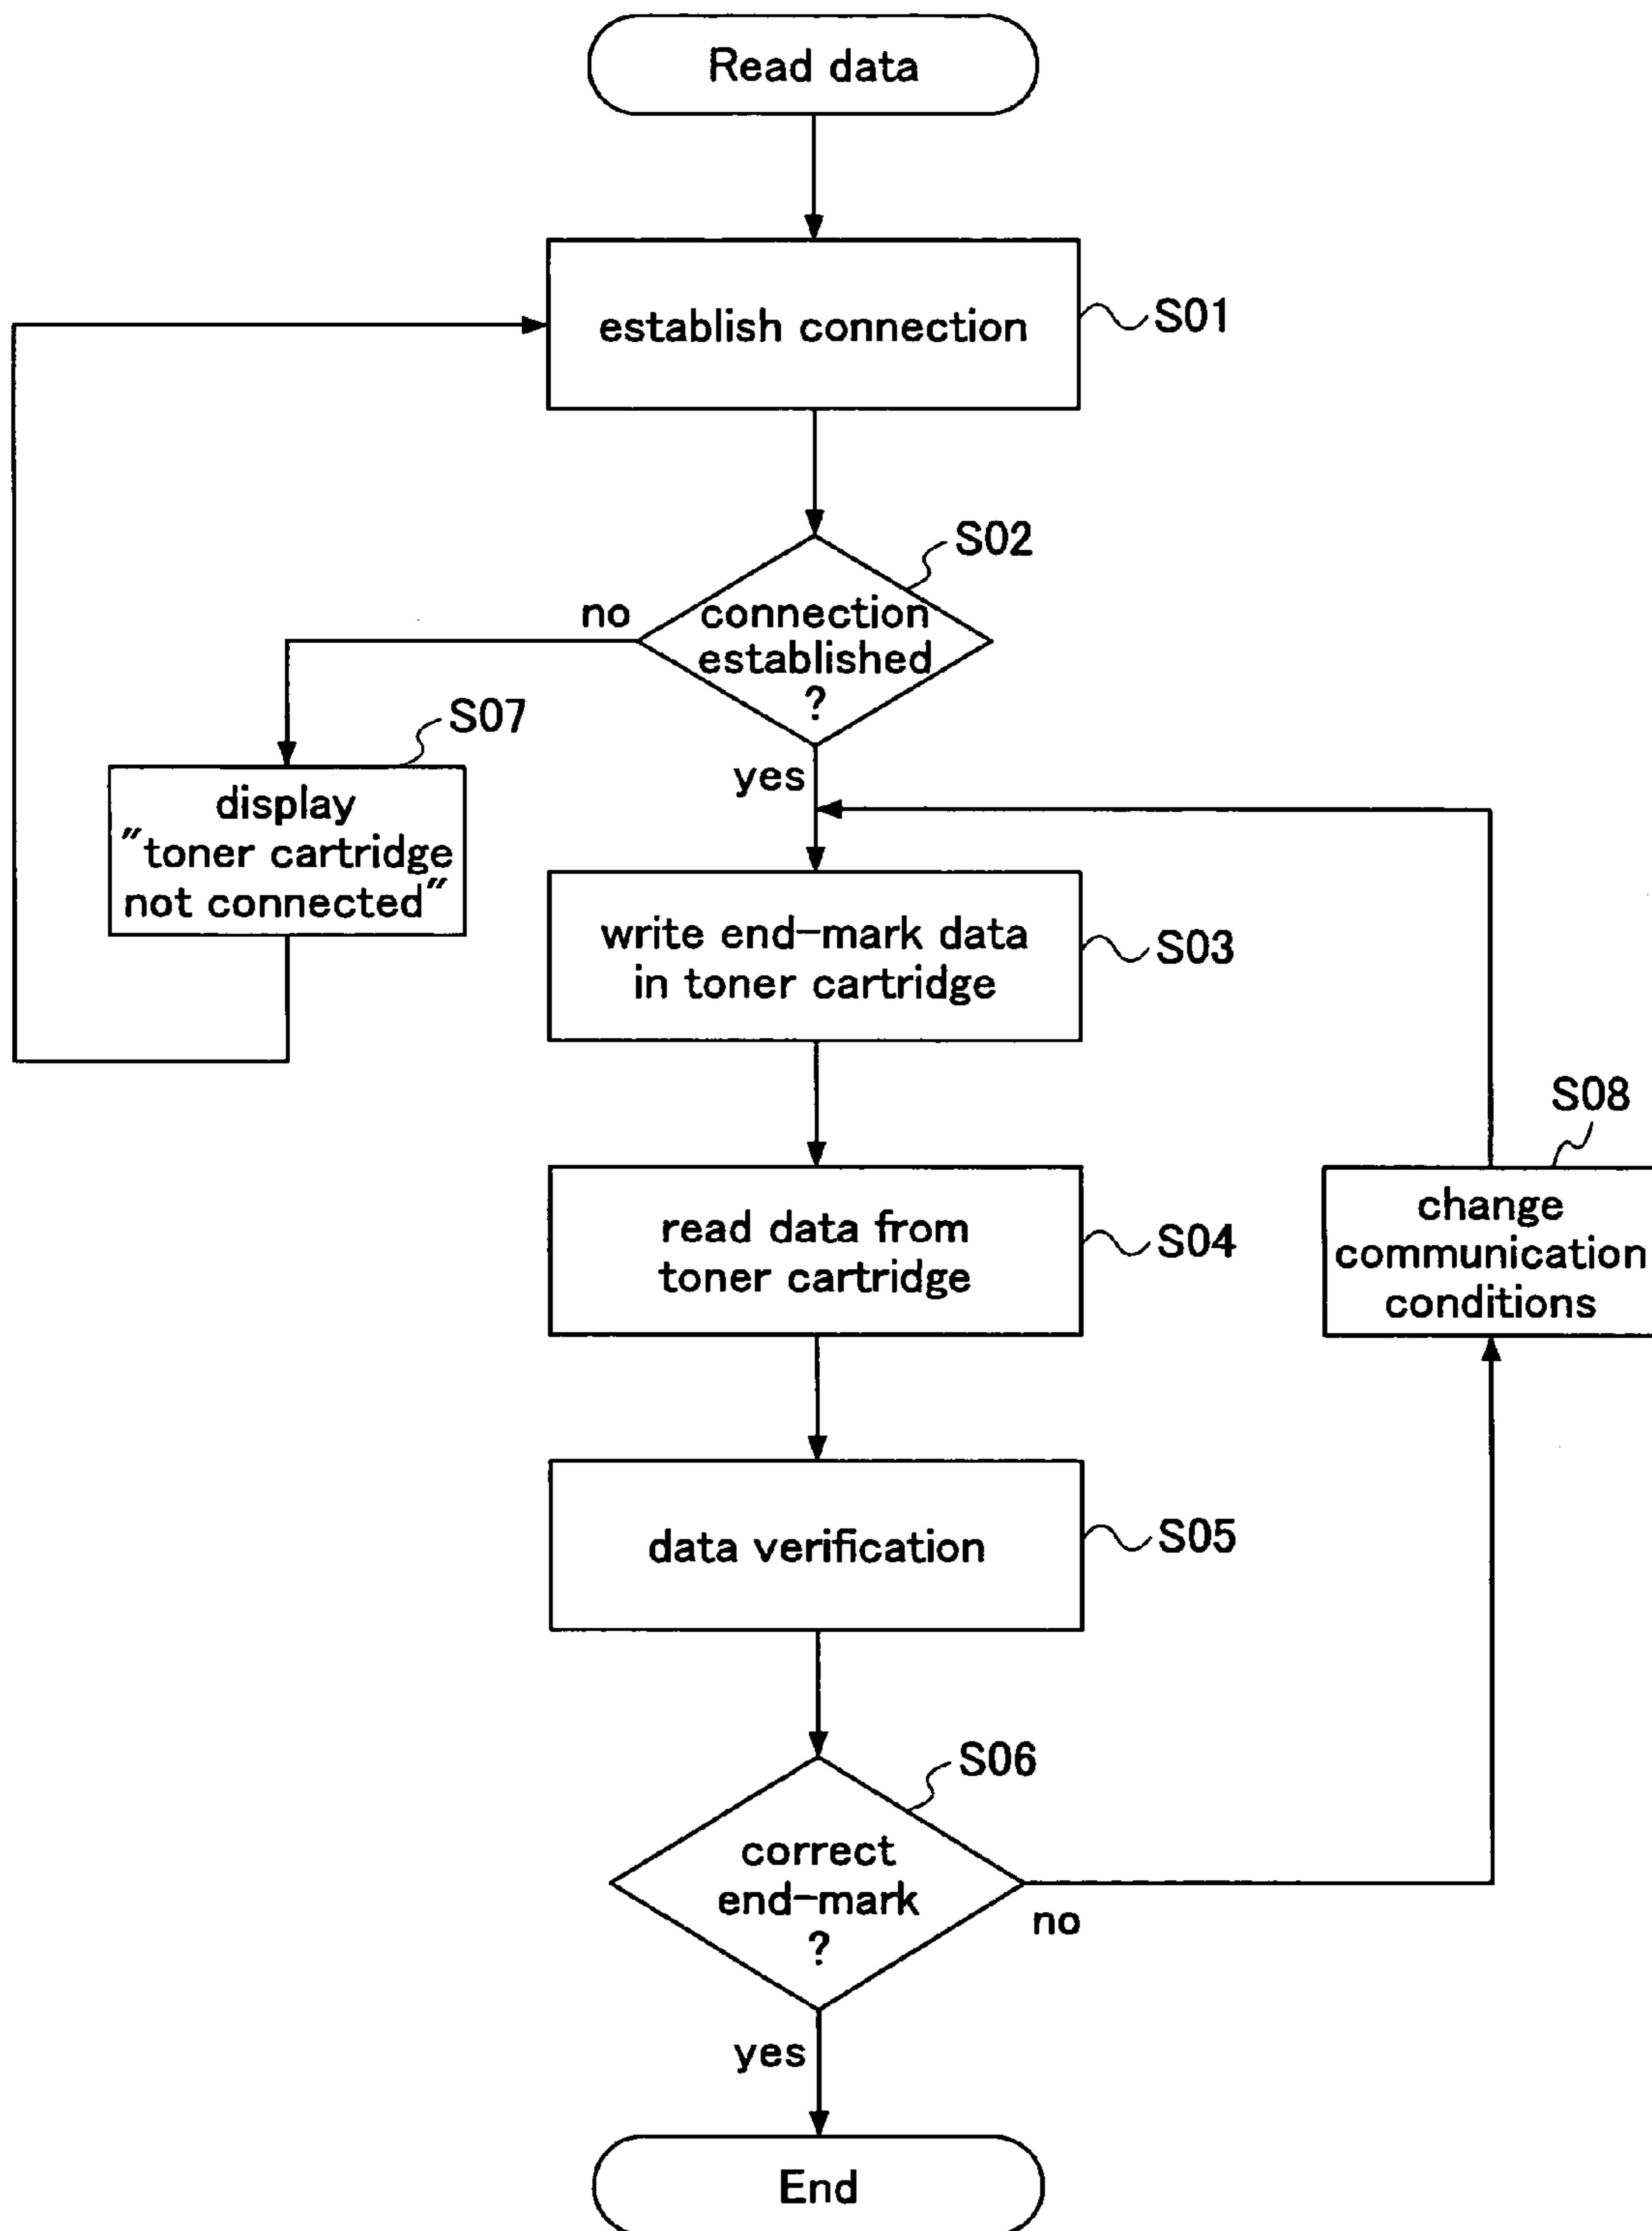 Read data
establish connection
S01
S02
no
connection
established
?
S07
yes
display
"toner cartridge
not connected"
write end-mark data
in toner cartridge
S03
S08
read data from
toner cartridge
S04
change
communication
conditions
data verification
S05
S06
correct
end-mark
?
no
yes
End